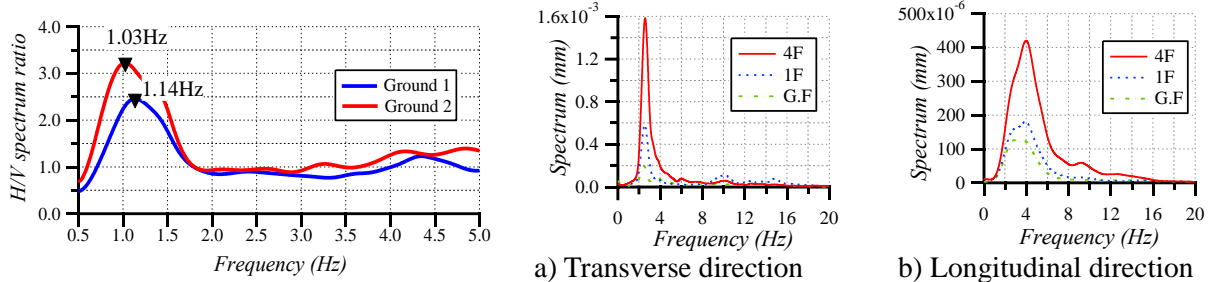 H/V spectrum ratio
4.0
3.0
2.0
1.0
0.0
1.03Hz
1.14Hz
Ground 1
Ground 2
0.5 1.0 1.5 2.0 2.5 3.0 3.5 4.0 4.5 5.0
Frequency (Hz)
Spectrum (mm)
1.6x10-3
1.2
0.8
0.4
0.0
4F
1F
G.F
0 4 8 12 16 20
Frequency (Hz)
a) Transverse direction
Spectrum (mm)
500x10-6
400
300
200
100
0
4F
1F
G.F
0 4 8 12 16 20
Frequency (Hz)
b) Longitudinal direction